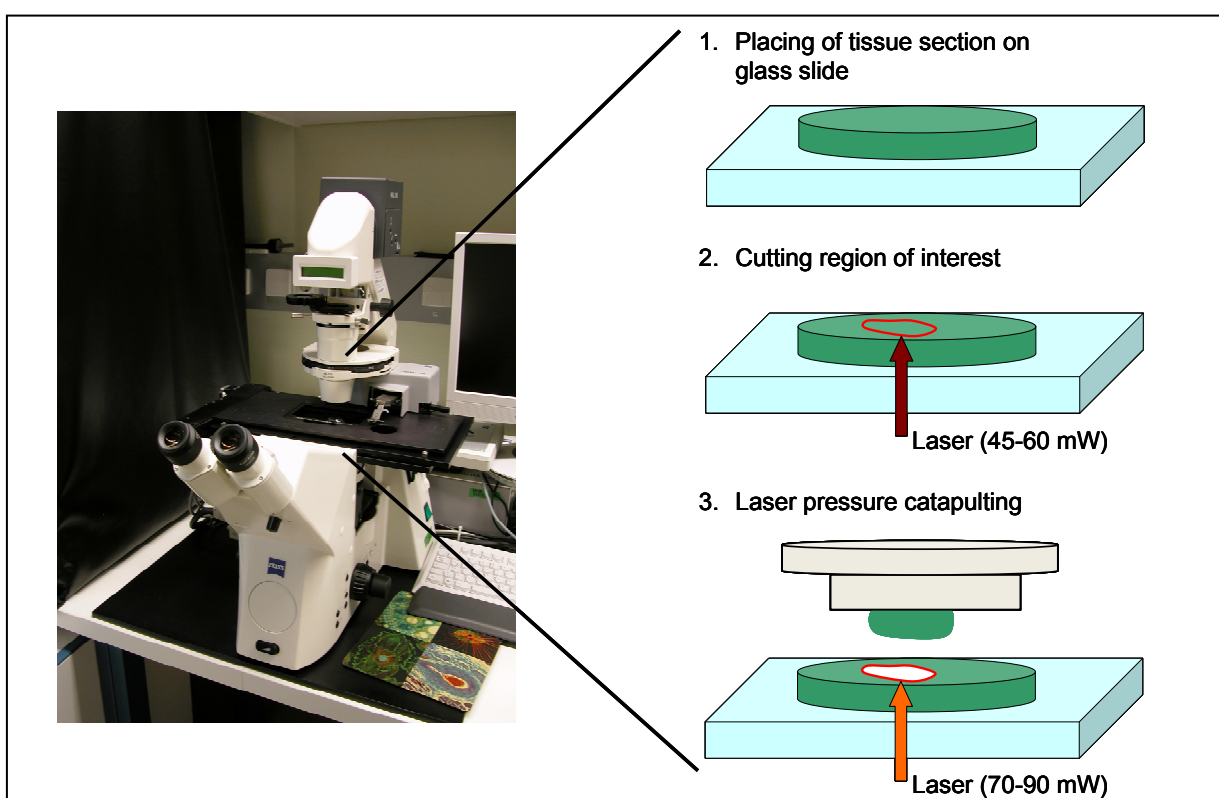 1. Placing of tissue section on
glass slide
2. Cutting region of interest
Laser (45-60 mW)
3. Laser pressure catapulting
Laser (70-90 mW)
ZEISS